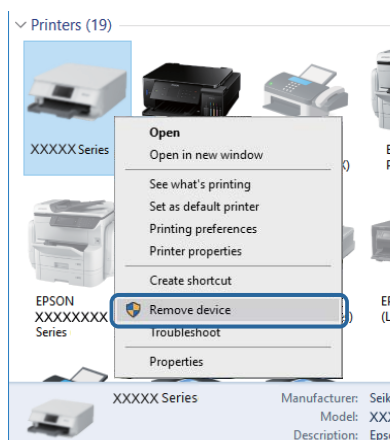 Printers (19)
XXXXX Series
Open
Open in new window
See what's printing
Set as default printer
Printing preferences
Printer properties
Create shortcut
Remove device
Troubleshoot
Properties
EPSON
XXXXXXXX
Series
XXXXX Series
Manufacturer:
Model:
Description: